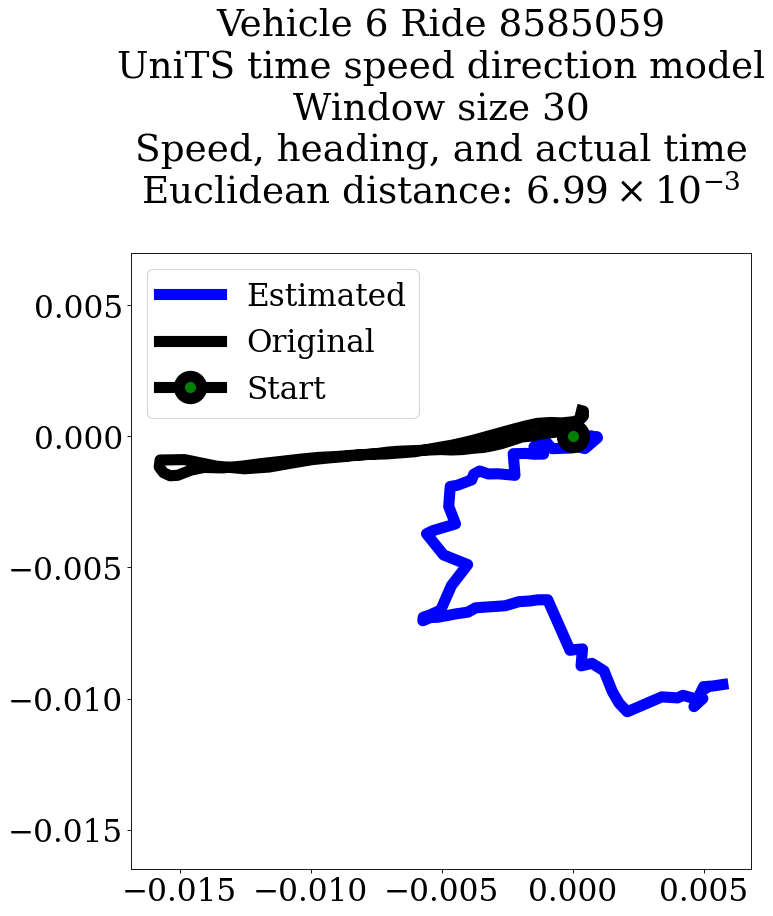 Vehicle 6 Ride 8585059
UniTS time speed direction model
Window size 30
Speed, heading, and actual time
Euclidean distance: 6.99 × 10⁻³
Estimated
Original
Start
0.005
0.000
−0.005
−0.010
−0.015
−0.015 −0.010 −0.005 0.000 0.005